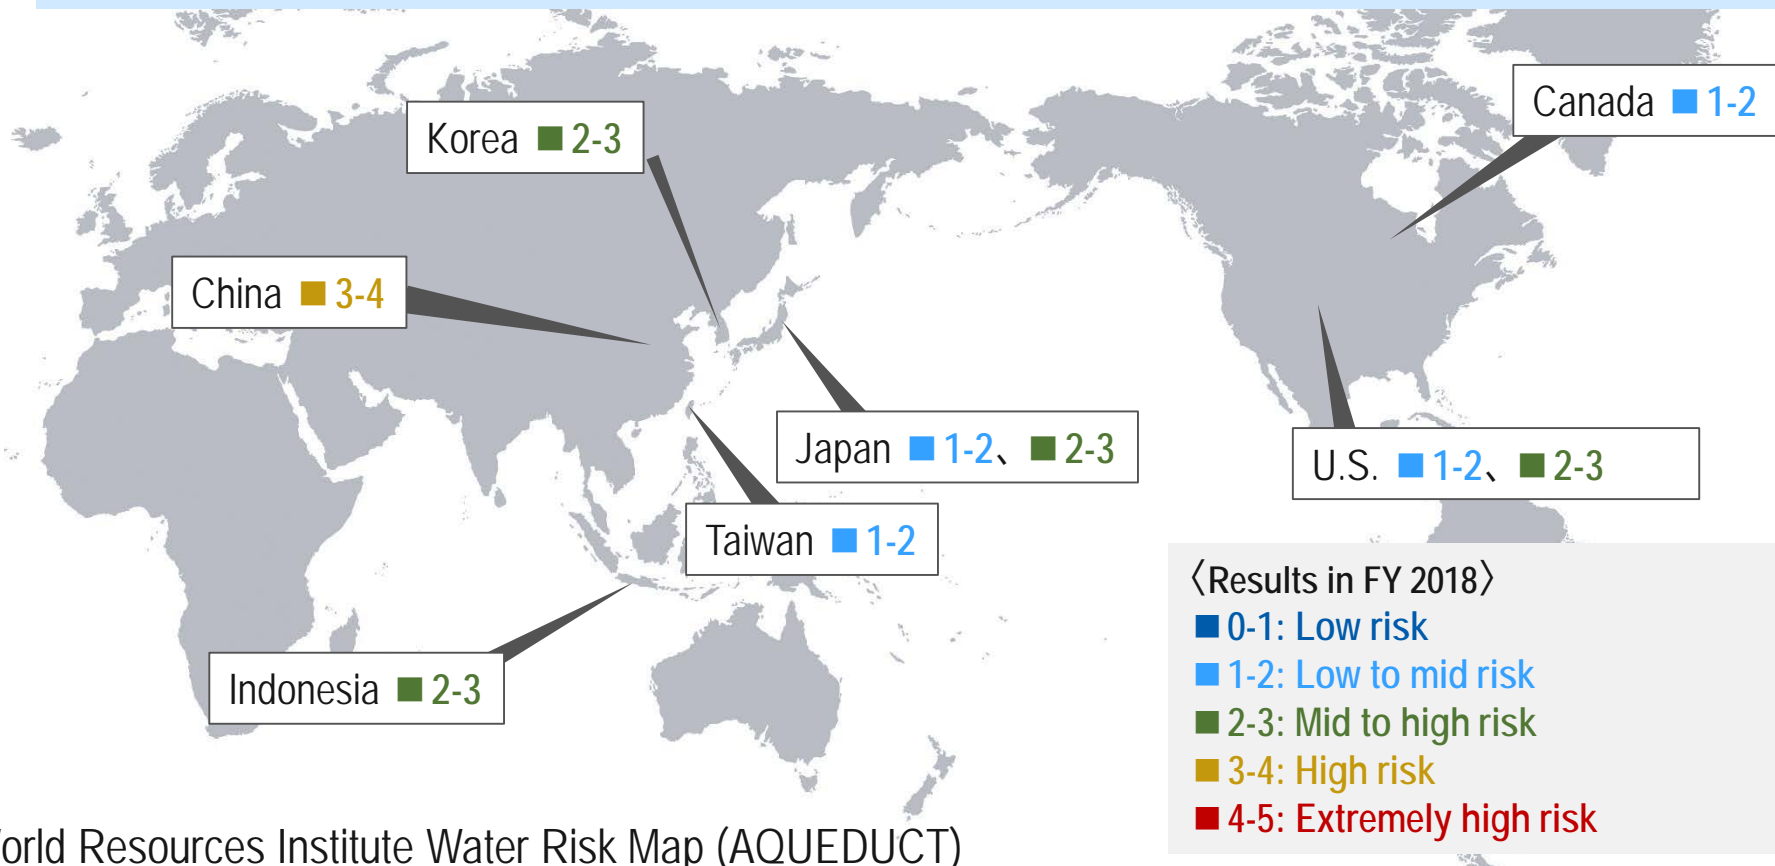 Canada ■ 1-2
Korea ■ 2-3
China ■ 3-4
Japan ■ 1-2、 ■ 2-3
U.S. ■ 1-2、 ■ 2-3
Taiwan ■ 1-2
Indonesia ■ 2-3
〈Results in FY 2018〉
■ 0-1: Low risk
■ 1-2: Low to mid risk
■ 2-3: Mid to high risk
■ 3-4: High risk
■ 4-5: Extremely high risk
orld Resources Institute Water Risk Map (AQUEDUCT)